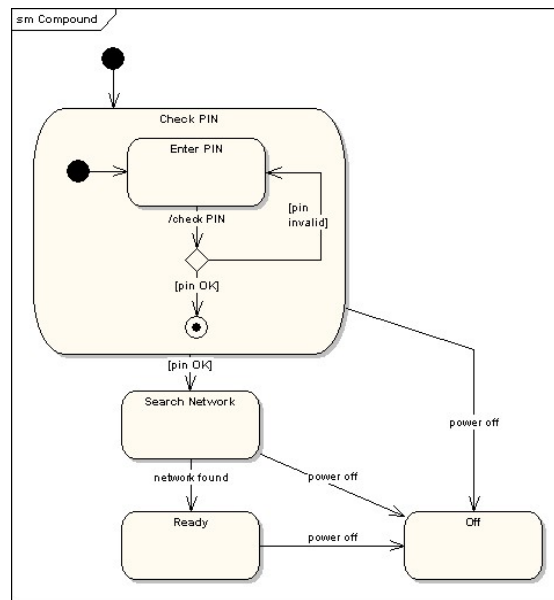 sm Compound
Check PIN
Enter PIN
[pin
invalid]
/check PIN
[pin OK]
[pin OK]
Search Network
power off
network found
power off
Ready
power off
Off